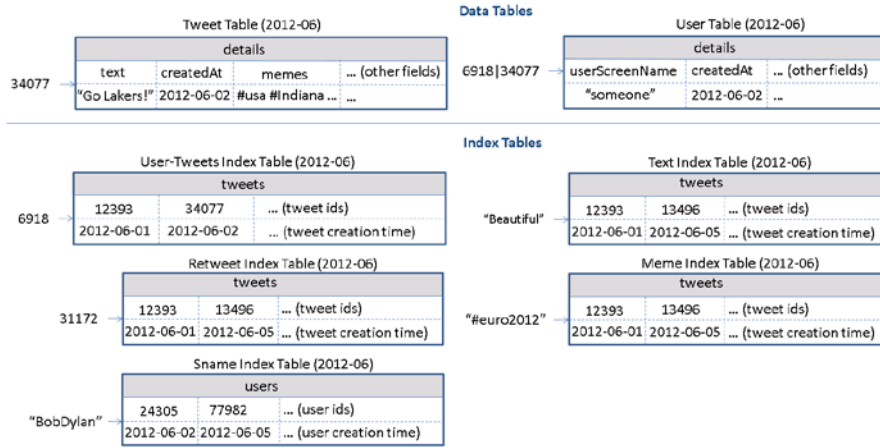 Data Tables
Tweet Table (2012-06)
details
text createdAt memes ... (other fields)
34077
"Go Lakers!" 2012-06-02 #usa #Indiana ... ...
User Table (2012-06)
details
6918|34077
userScreenName createdAt ... (other fields)
"someone" 2012-06-02 ...
Index Tables
User-Tweets Index Table (2012-06)
tweets
6918
12393 34077 ... (tweet ids)
2012-06-01 2012-06-02 ... (tweet creation time)
Text Index Table (2012-06)
tweets
"Beautiful"
12393 13496 ... (tweet ids)
2012-06-01 2012-06-05 ... (tweet creation time)
Retweet Index Table (2012-06)
tweets
31172
12393 13496 ... (tweet ids)
2012-06-01 2012-06-05 ... (tweet creation time)
Meme Index Table (2012-06)
tweets
"#euro2012"
12393 13496 ... (tweet ids)
2012-06-01 2012-06-05 ... (tweet creation time)
Sname Index Table (2012-06)
users
"BobDylan"
24305 77982 ... (user ids)
2012-06-02 2012-06-05 ... (user creation time)